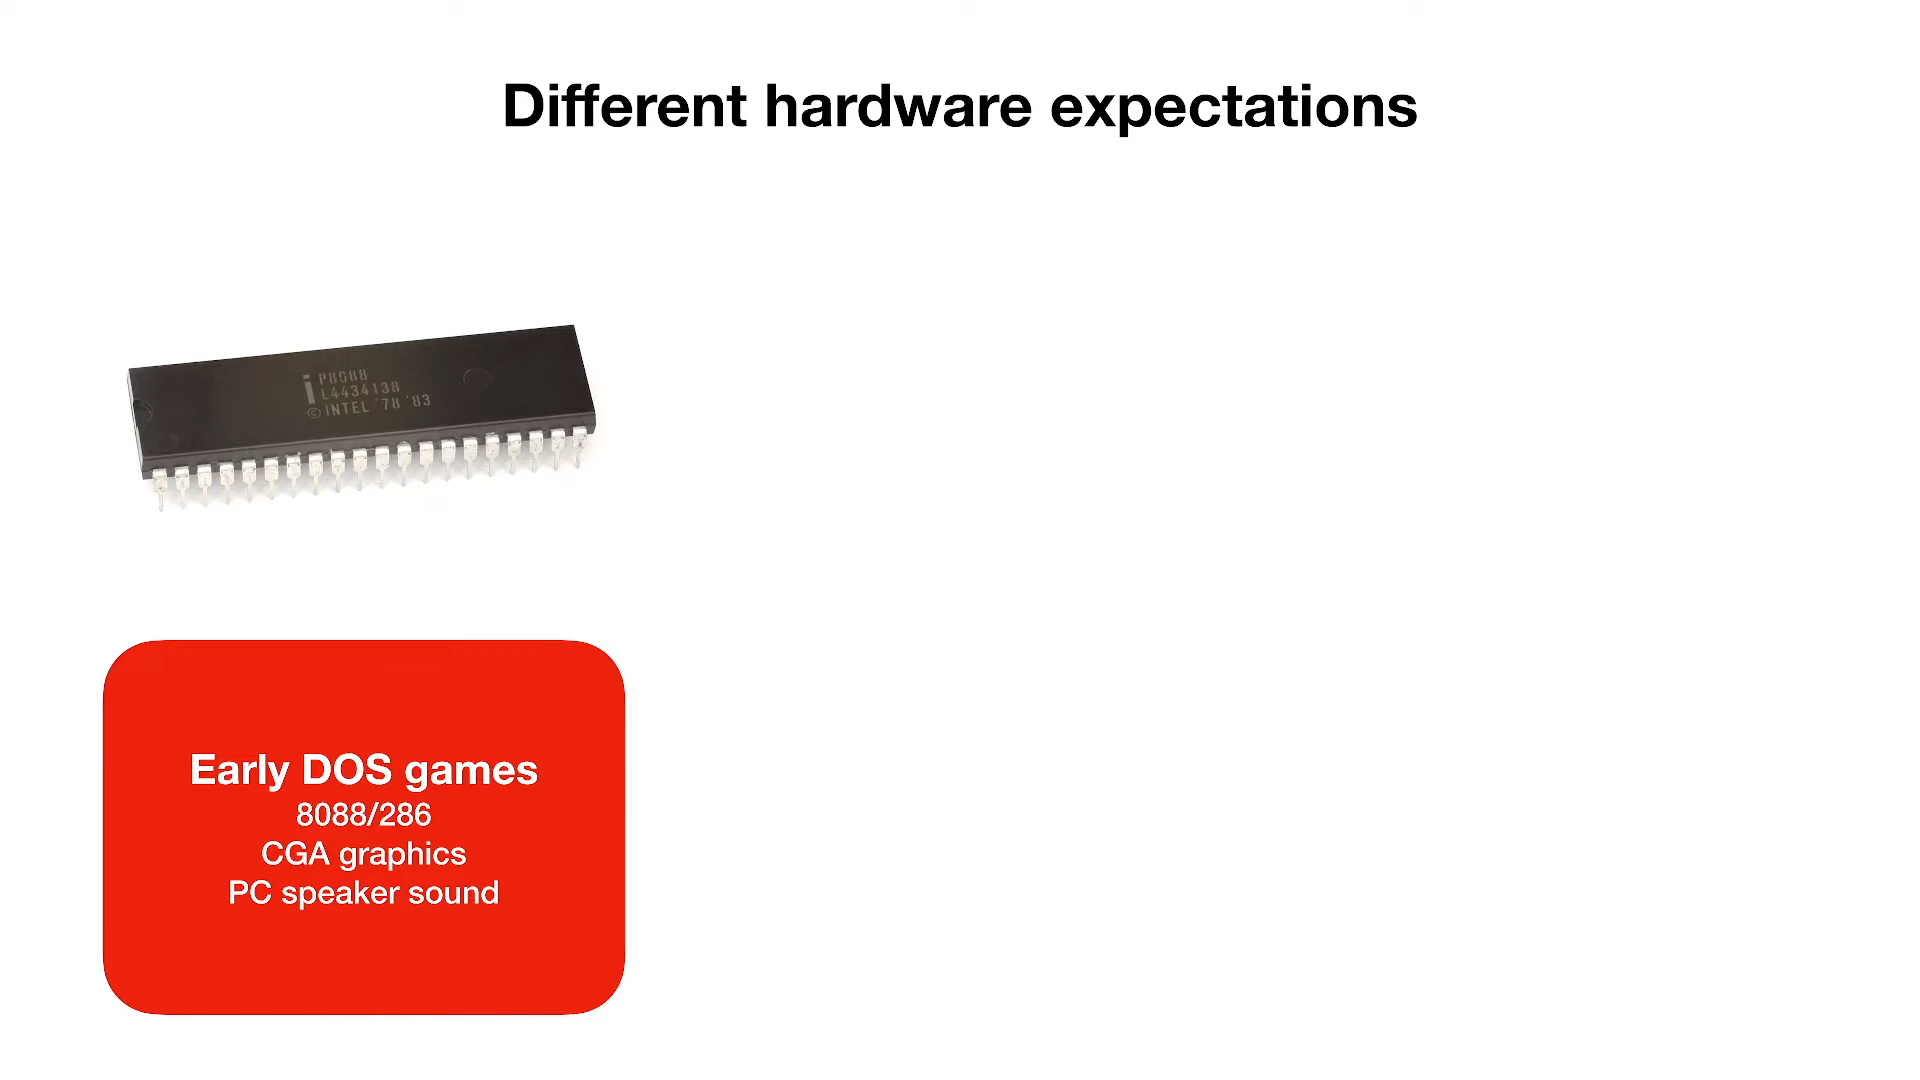 Different hardware expectations
P8088
L4434138
© INTEL '78 '83
Early DOS games
8088/286
CGA graphics
PC speaker sound